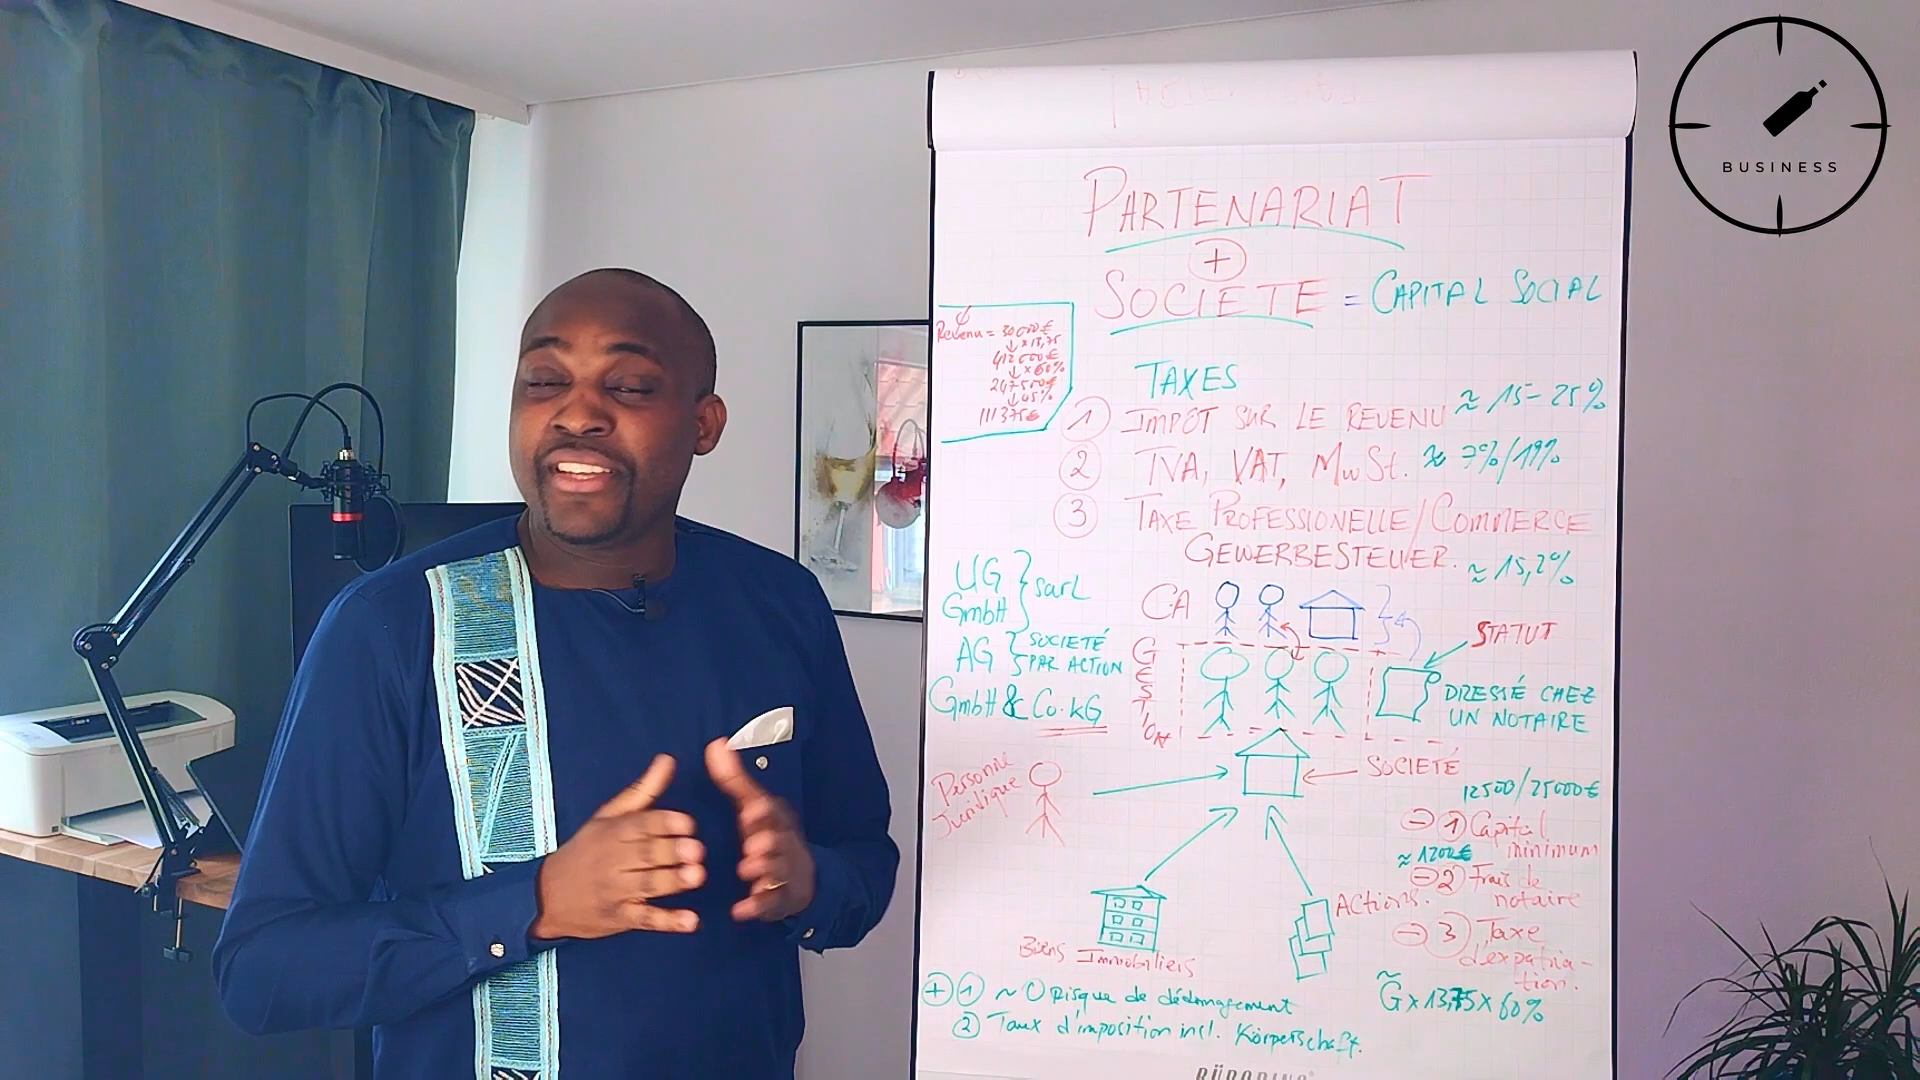 BUSINESS
PARTENARIAT
+
SOCIETE = CAPITAL SOCIAL
Revenu = 30000€
↓ x 13,75
412500€
↓ x 60%
247500€
↓ 45%
111375€
TAXES
1 IMPÔT SUR LE REVENU ≈ 15-25%
2 TVA, VAT, MwSt. ≈ 7%/19%
3 TAXE PROFESSIONELLE/COMMERCE
GEWERBESTEUER. ≈ 15,2%
UG
GmbH } SarL
AG { SOCIETÉ
PAR ACTION
GmbH & Co.KG
CA
GESTION
STATUT
DRESSÉ CHEZ
UN NOTAIRE
Personne
Juridique
SOCIETÉ
12500/25000€
- 1 Capital
minimum
≈ 1200€
- 2 Frais de
notaire
- 3 Taxe
d'expatria-
tion.
≈ G x 13,75 x 60%
Actions.
Biens Immobiliers
+ 1 ~ 0 risque de dédomagement
2 Taux d'imposition incl. Körperschaft.